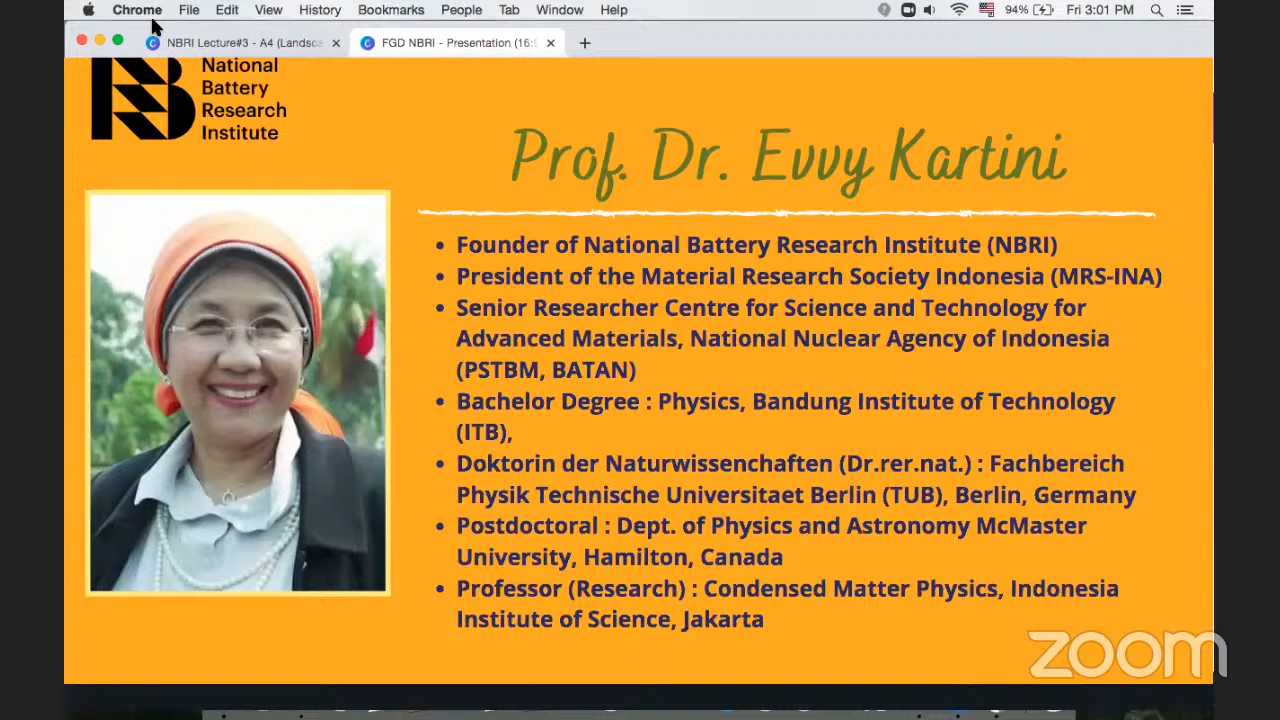 Chrome File Edit View History Bookmarks People Tab Window Help 94% Fri 3:01 PM
NBRI Lecture#3 - A4 (Landsca × FGD NBRI - Presentation (16:9 × +
National
Battery
Research
Institute
Prof. Dr. Evvy Kartini
• Founder of National Battery Research Institute (NBRI)
• President of the Material Research Society Indonesia (MRS-INA)
• Senior Researcher Centre for Science and Technology for
Advanced Materials, National Nuclear Agency of Indonesia
(PSTBM, BATAN)
• Bachelor Degree : Physics, Bandung Institute of Technology
(ITB),
• Doktorin der Naturwissenchaften (Dr.rer.nat.) : Fachbereich
Physik Technische Universitaet Berlin (TUB), Berlin, Germany
• Postdoctoral : Dept. of Physics and Astronomy McMaster
University, Hamilton, Canada
• Professor (Research) : Condensed Matter Physics, Indonesia
Institute of Science, Jakarta
zoom